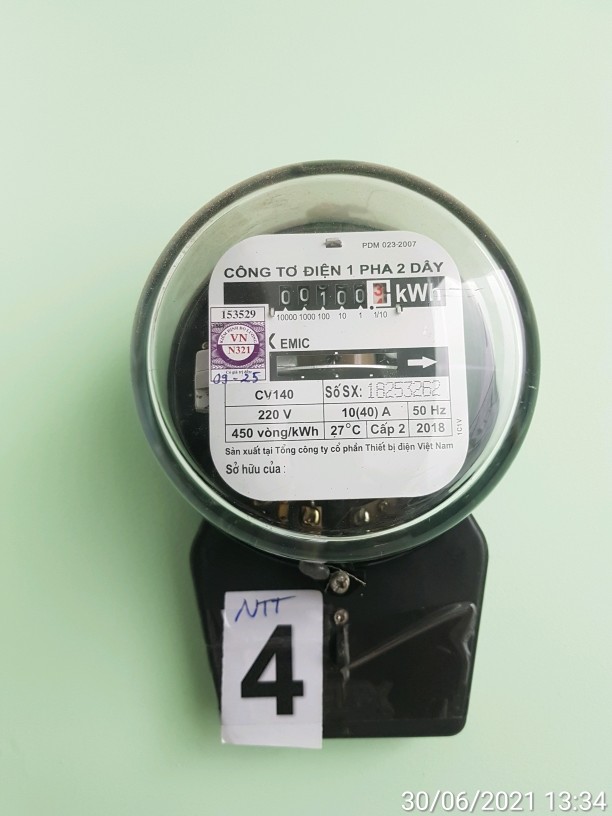 PDM 023-2007
CÔNG TƠ ĐIỆN 1 PHA 2 DÂY
00100 3 kWh
10000 1000 100 10 1 1/10
153529
VN
N321
09-25
EMIC
CV140 Số SX: 18253262
220 V 10(40) A 50 Hz
450 vòng/kWh 27°C Cấp 2 2018
1C1V
Sản xuất tại Tổng công ty cổ phần Thiết bị điện Việt Nam
Sở hữu của :
NTT
4
30/06/2021 13:34